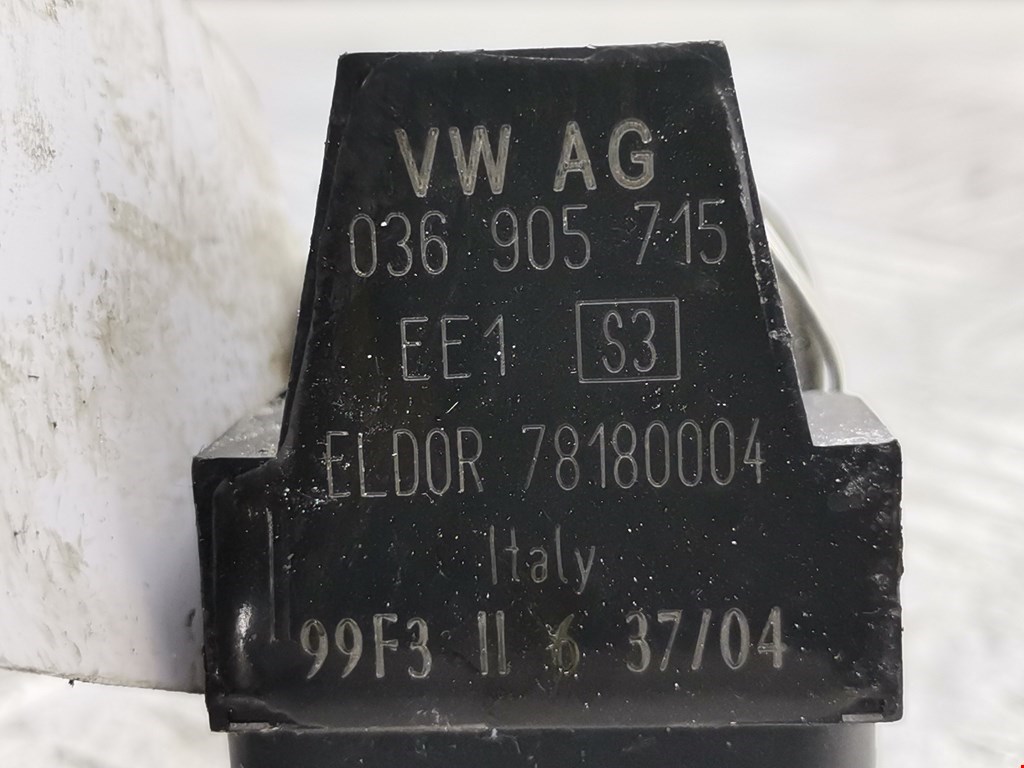 VW AG
036 905 715
EE1 S3
ELDOR 78180004
Italy
99F3 II 6 37/04